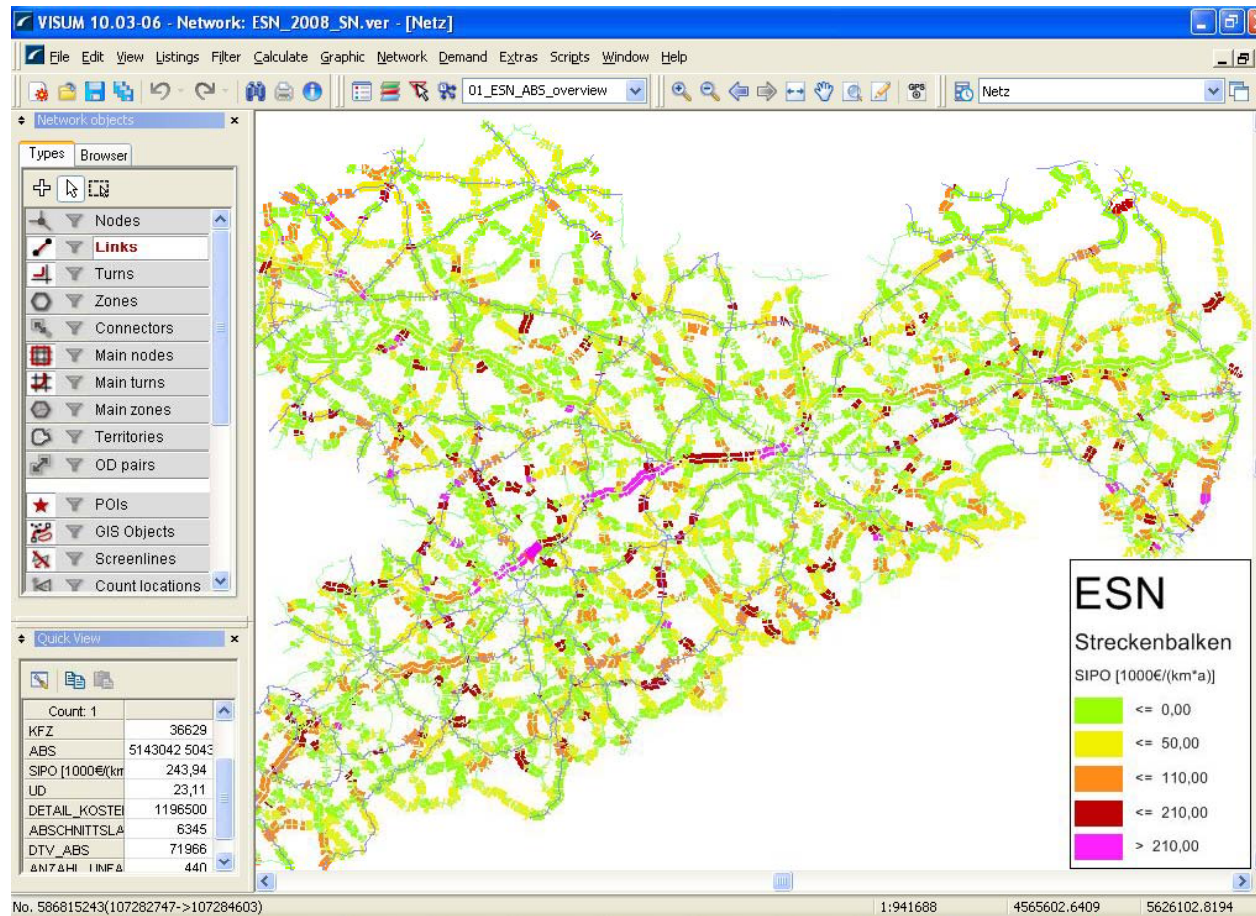 VISUM 10.03-06 - Network: ESN_2008_SN.ver - [Netz]
File Edit View Listings Filter Calculate Graphic Network Demand Extras Scripts Window Help
01_ESN_ABS_overview
GPS
Netz
Network objects
Types Browser
Nodes
Links
Turns
Zones
Connectors
Main nodes
Main turns
Main zones
Territories
OD pairs
POIs
GIS Objects
Screenlines
Count locations
Quick View
Count: 1
KFZ 36629
ABS 5143042 5043
SIPO [1000€/(km 243,94
UD 23,11
DETAIL_KOSTEI 1196500
ABSCHNITTSLA 6345
DTV_ABS 71966
ANZAHL_UNFA 440
ESN
Streckenbalken
SIPO [1000€/(km*a)]
<= 0,00
<= 50,00
<= 110,00
<= 210,00
> 210,00
No. 586815243(107282747->107284603)
1:941688
4565602.6409
5626102.8194